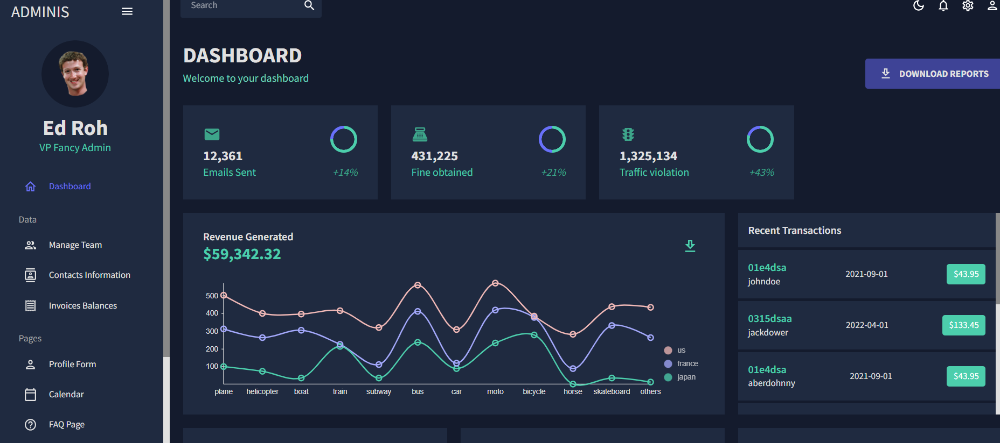 ADMINIS
Search
Ed Roh
VP Fancy Admin
Dashboard
Data
Manage Team
Contacts Information
Invoices Balances
Pages
Profile Form
Calendar
FAQ Page
DASHBOARD
Welcome to your dashboard
DOWNLOAD REPORTS
12,361
Emails Sent
+14%
431,225
Fine obtained
+21%
1,325,134
Traffic violation
+43%
Revenue Generated
$59,342.32
500
400
300
200
100
plane helicopter boat train subway bus car moto bicycle horse skateboard others
us
france
japan
Recent Transactions
01e4dsa
johndoe
2021-09-01
$43.95
0315dsaa
jackdower
2022-04-01
$133.45
01e4dsa
aberdohnny
2021-09-01
$43.95